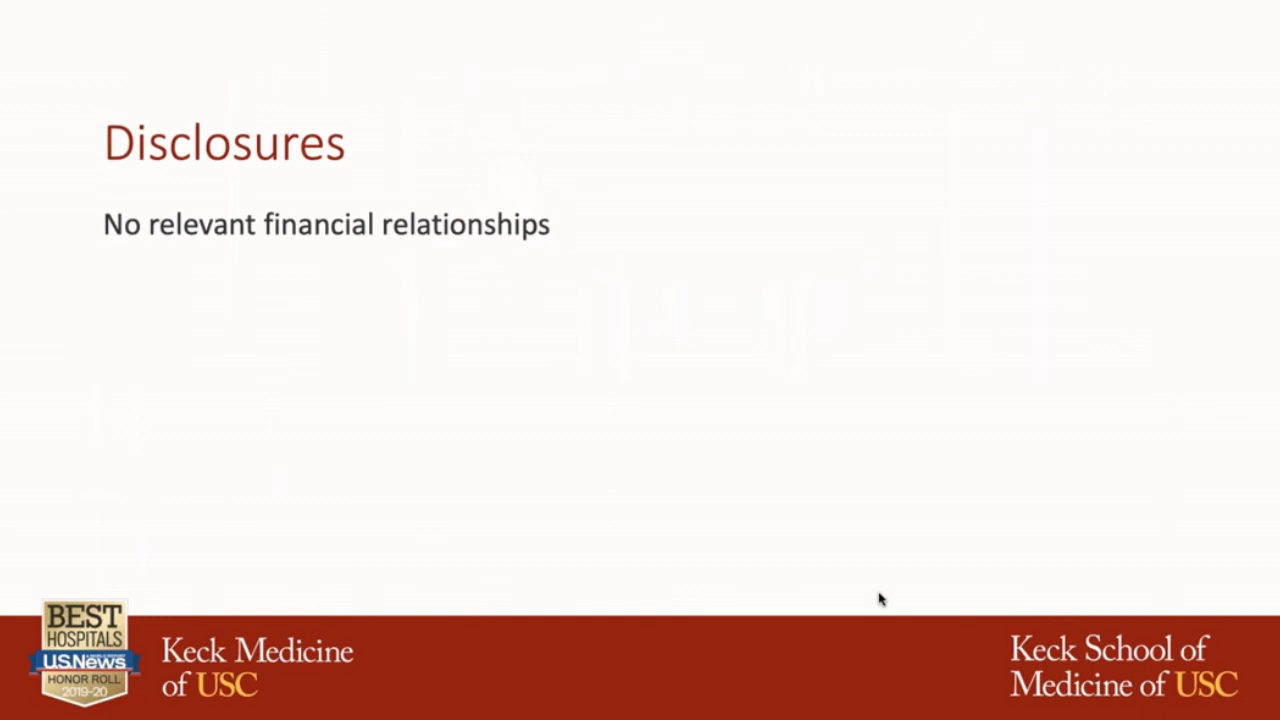 Disclosures
No relevant financial relationships
BEST
HOSPITALS
U.S.News
HONOR ROLL
2019-20
Keck Medicine
of USC
Keck School of
Medicine of USC